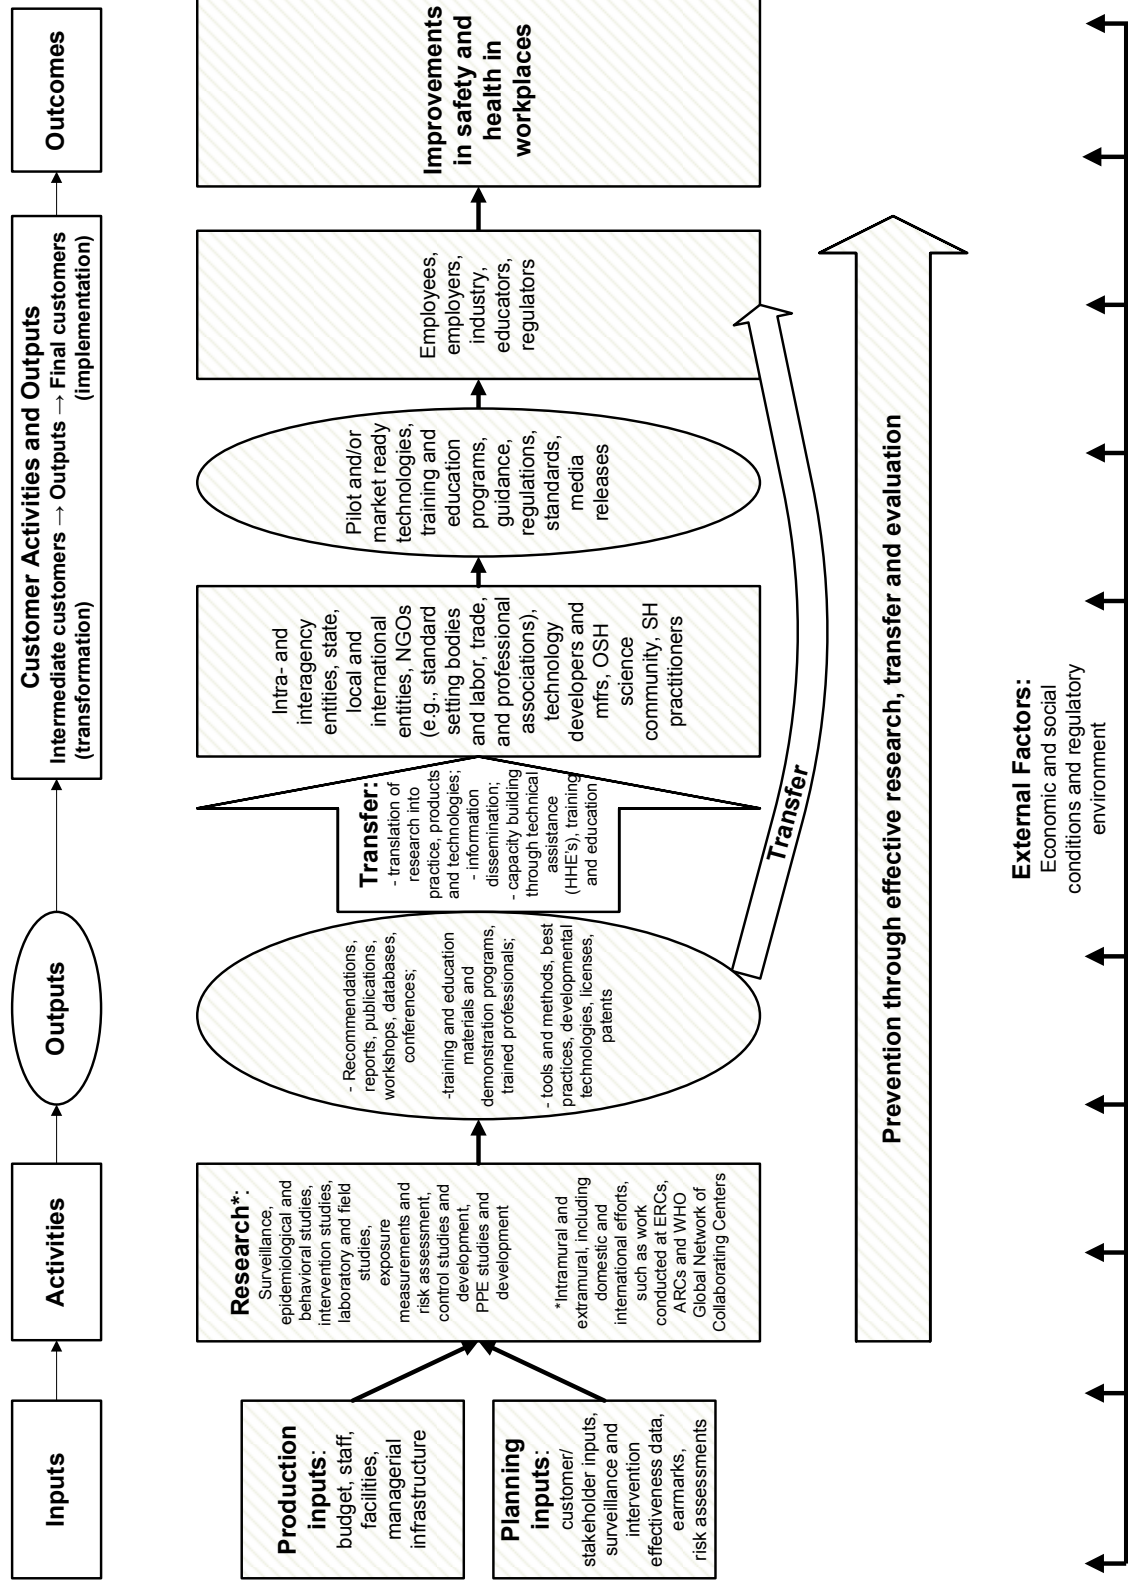 Inputs
Activities
Outputs
Customer Activities and Outputs
Intermediate customers → Outputs → Final customers
(transformation) (implementation)
Outcomes
Production
inputs:
budget, staff,
facilities,
managerial
infrastructure
Planning
inputs:
customer/
stakeholder inputs,
surveillance and
intervention
effectiveness data,
earmarks,
risk assessments
Research*:
Surveillance,
epidemiological and
behavioral studies,
intervention studies,
laboratory and field
studies,
exposure
measurements and
risk assessment,
control studies and
development,
PPE studies and
development
*Intramural and
extramural, including
domestic and
international efforts,
such as work
conducted at ERCs,
ARCs and WHO
Global Network of
Collaborating Centers
- Recommendations,
reports, publications,
workshops, databases,
conferences;
-training and education
materials and
demonstration programs,
trained professionals;
- tools and methods, best
practices, developmental
technologies, licenses,
patents
Transfer:
- translation of
research into
practice, products
and technologies;
- information
dissemination;
- capacity building
through technical
assistance
(HHE's), training
and education
Intra- and
interagency
entities, state,
local and
international
entities, NGOs
(e.g., standard
setting bodies
and labor, trade,
and professional
associations),
technology
developers and
mfrs, OSH
science
community, SH
practitioners
Pilot and/or
market ready
technologies,
training and
education
programs,
guidance,
regulations,
standards,
media
releases
Employees,
employers,
industry,
educators,
regulators
Improvements
in safety and
health in
workplaces
Transfer
Prevention through effective research, transfer and evaluation
External Factors:
Economic and social
conditions and regulatory
environment